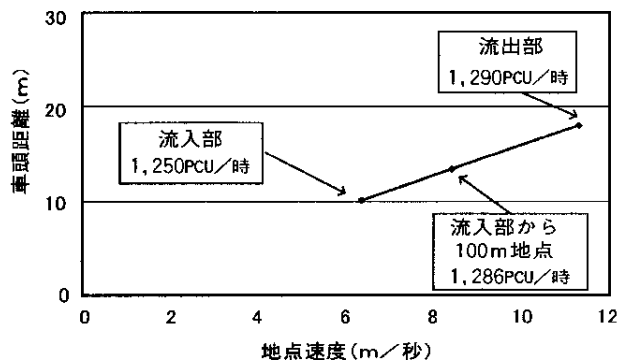 車頭距離(m)
30
20
10
0
流出部
1,290PCU/時
流入部
1,250PCU/時
流入部から
100m地点
1,286PCU/時
0 2 4 6 8 10 12
地点速度(m/秒)